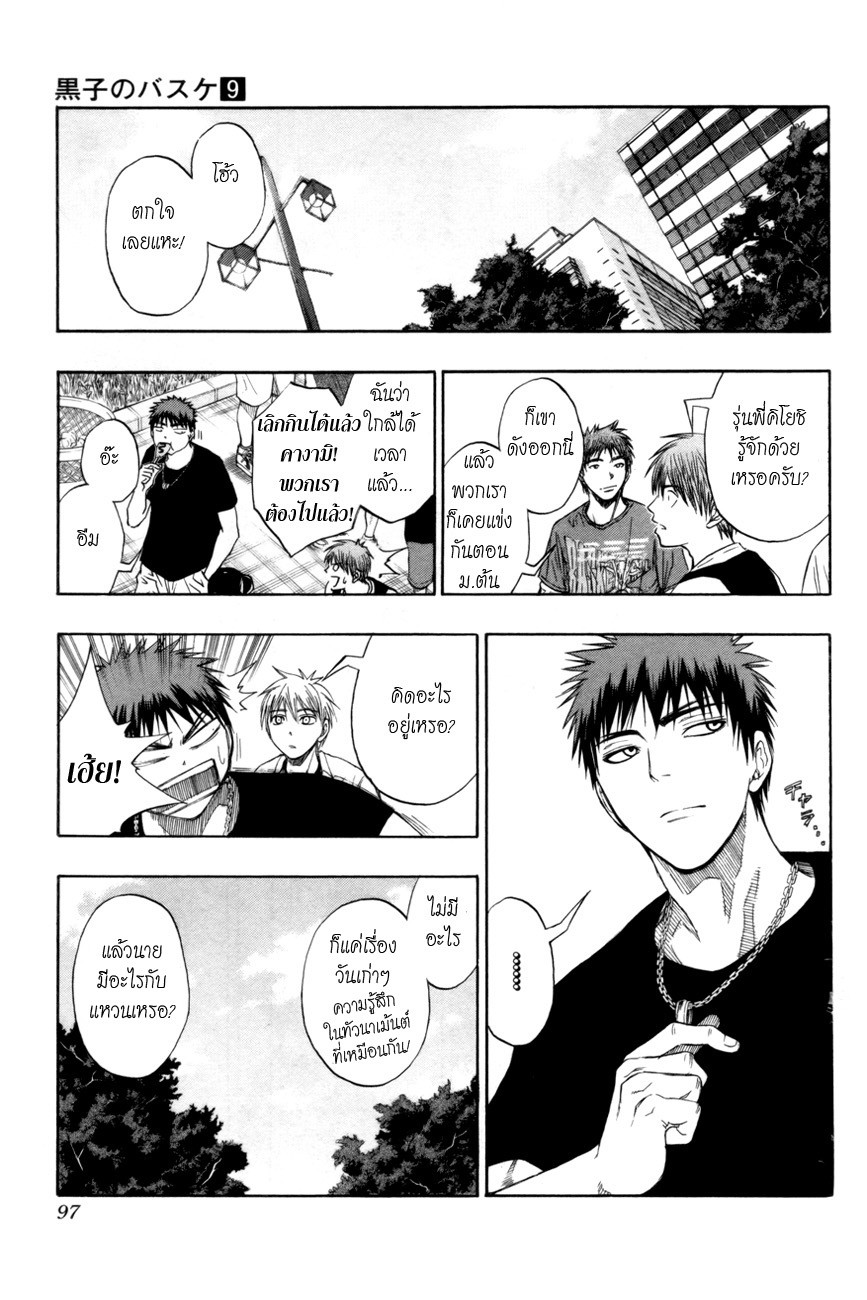 黒子のバスケ 9
โฮ้ว
ตกใจ
เลยแหะ!
รุ่นพี่คิโยชิ
รู้จักด้วย
เหรอครับ?
ก็เขา
ดังออกนี่
แล้ว
พวกเรา
ก็เคยแข่ง
กันตอน
ม.ต้น
ฉันว่า
ใกล้ได้
เวลา
แล้ว...
เลิกกินได้แล้ว
คางามิ!
พวกเรา
ต้องไปแล้ว!
อ๊ะ
อืม
チャラ...
คิดอะไร
อยู่เหรอ?
เฮ้ย!
ไม่มี
อะไร
ก็แค่เรื่อง
วันเก่าๆ
ความรู้สึก
ในทัวนาเม้นต์
ที่เหมือนกัน!
แล้วนาย
มีอะไรกับ
แหวนเหรอ?
97